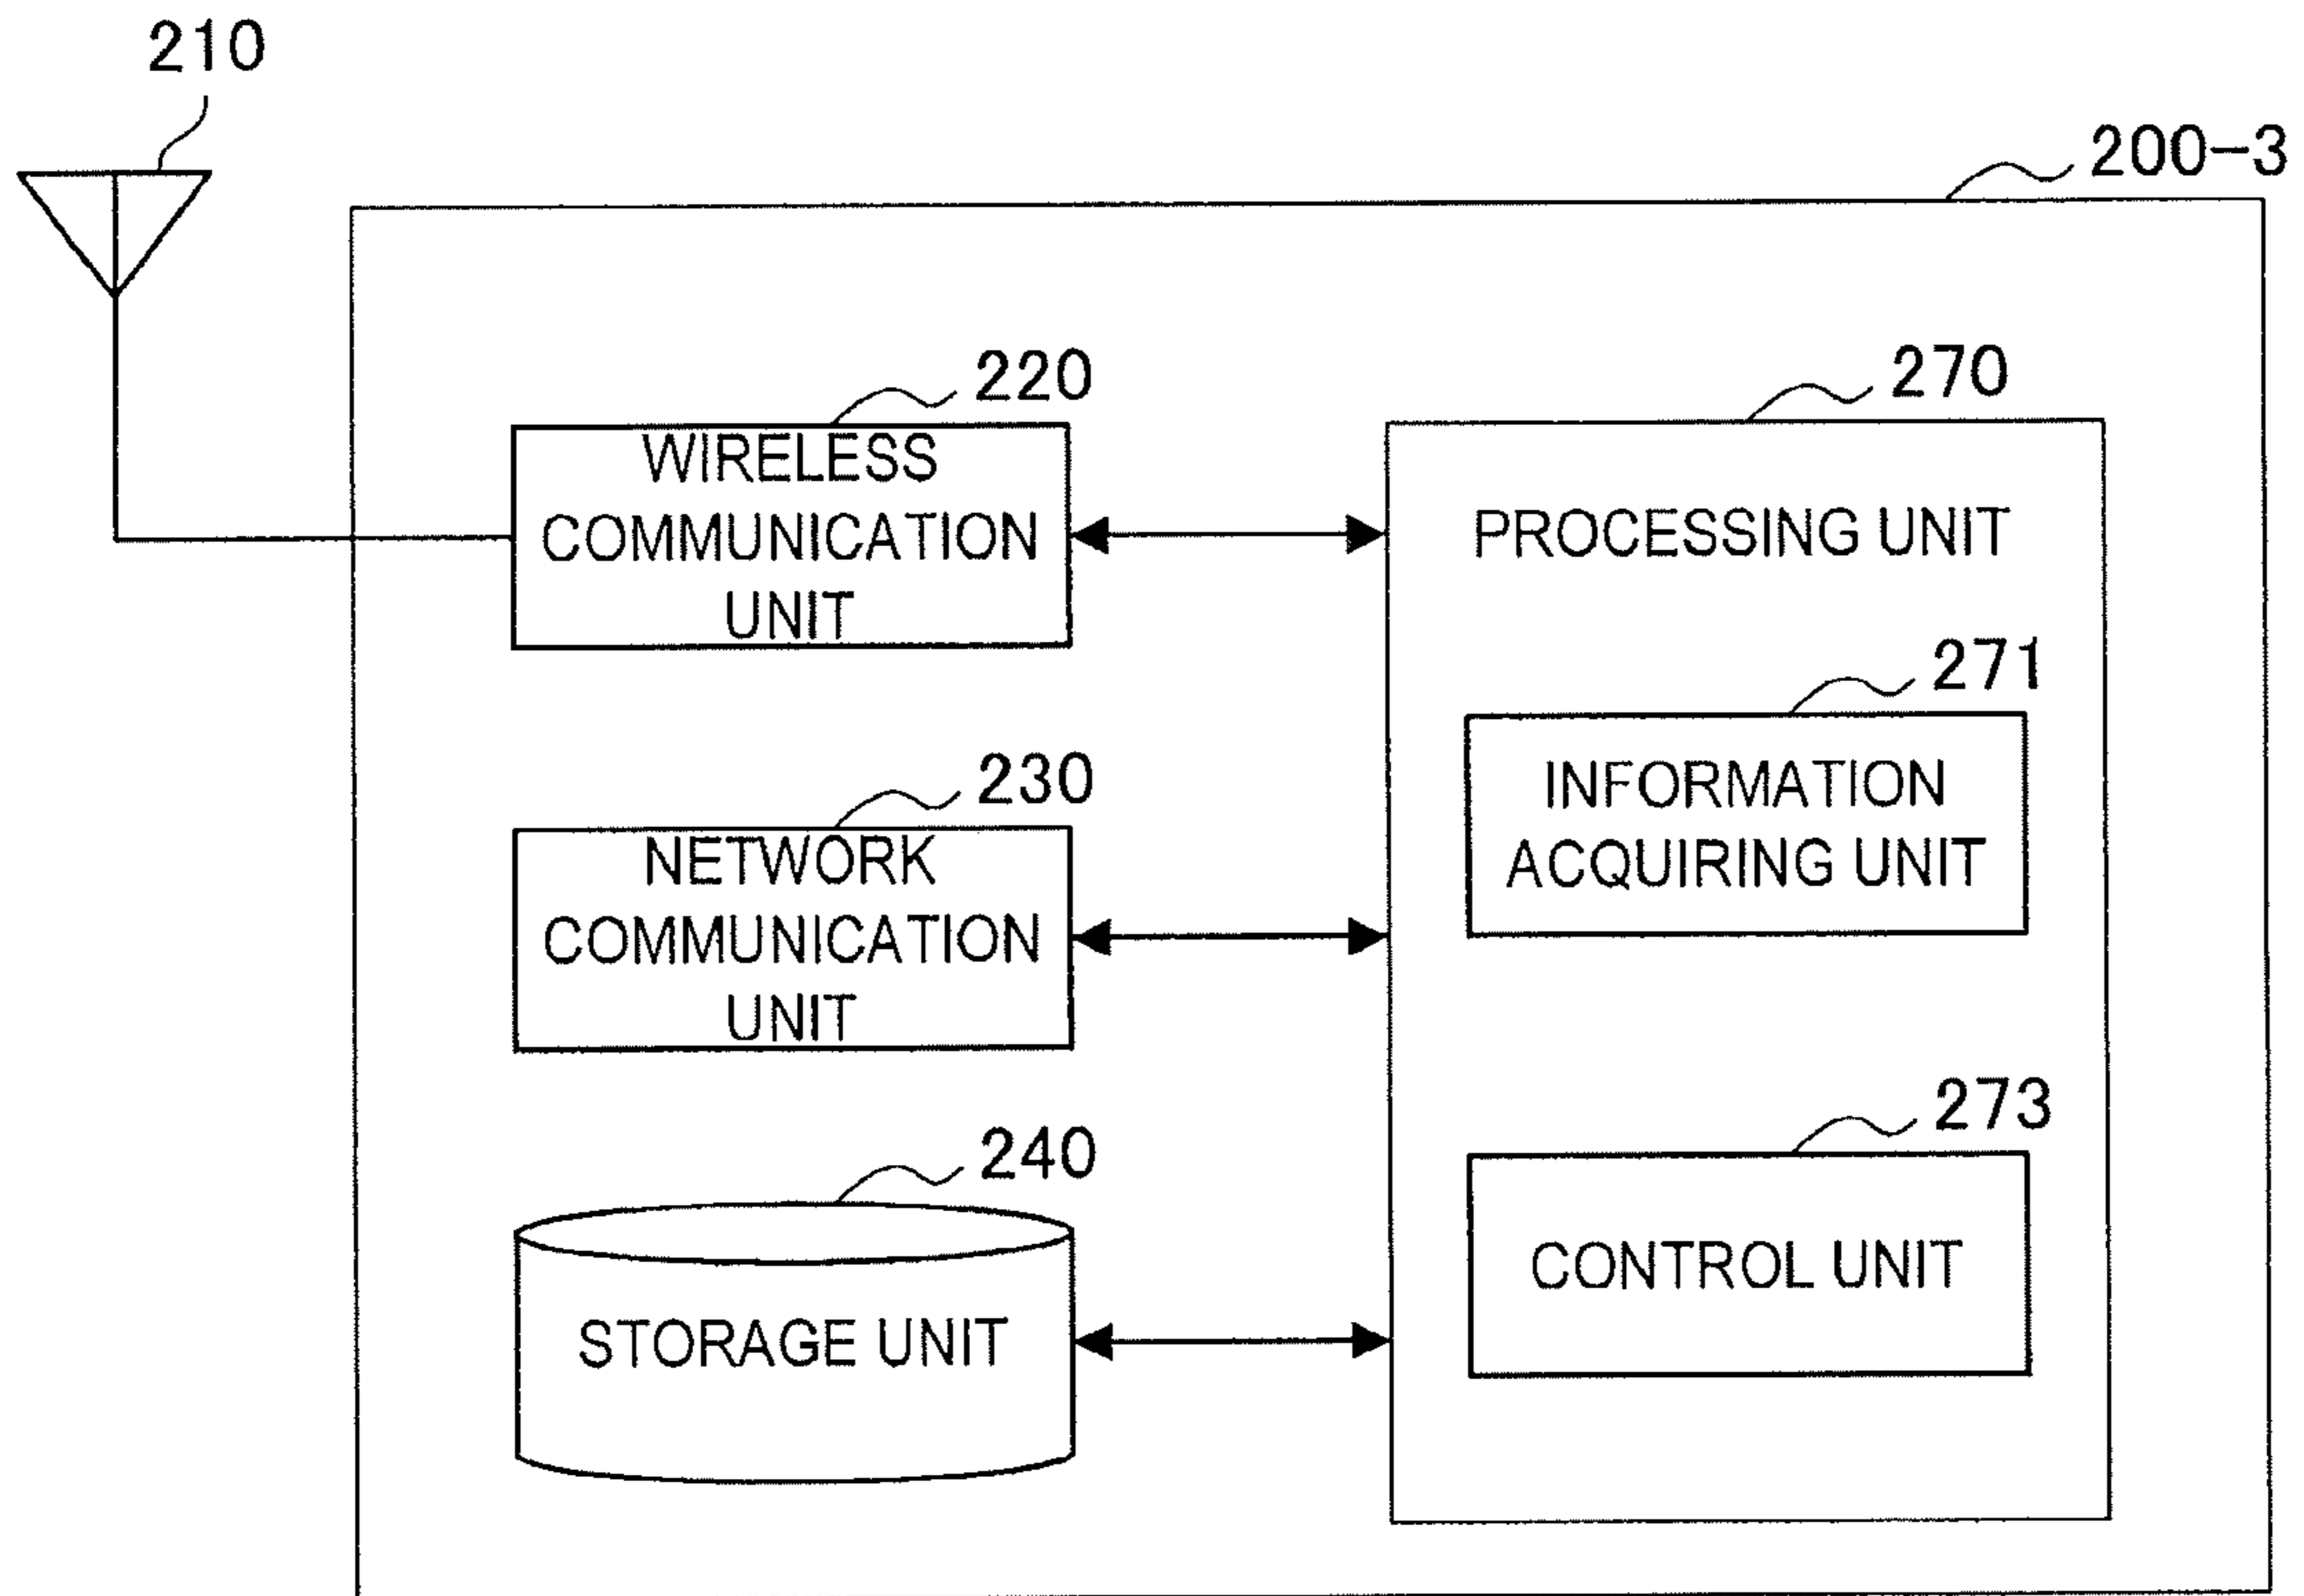 210
200-3
220
WIRELESS
COMMUNICATION
UNIT
230
NETWORK
COMMUNICATION
UNIT
240
STORAGE UNIT
270
PROCESSING UNIT
271
INFORMATION
ACQUIRING UNIT
273
CONTROL UNIT